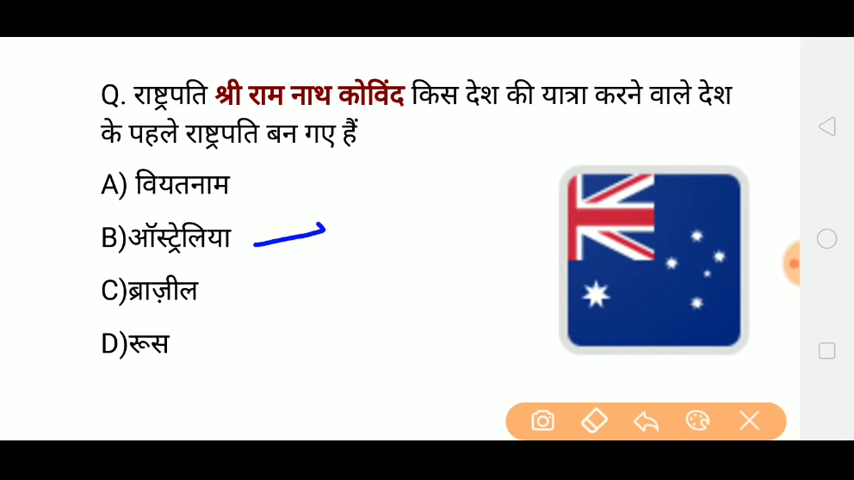 Q. राष्ट्रपति श्री राम नाथ कोविंद किस देश की यात्रा करने वाले देश
के पहले राष्ट्रपति बन गए हैं
A) वियतनाम
B)ऑस्ट्रेलिया
C)ब्राज़ील
D)रूस